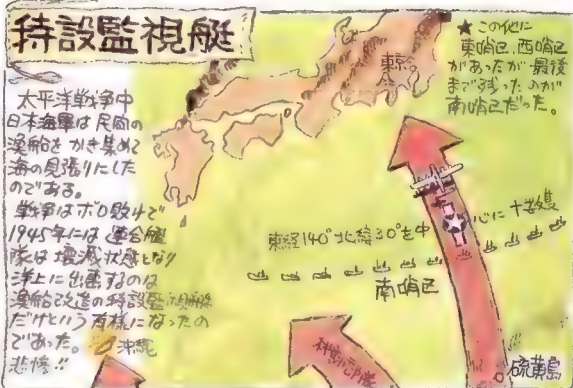 特設監視艇
太平洋戦争中
日本海軍は民間の
漁船をかき集めて
海の見張りにした
のである。
戦争はボロ敗けで
1945年には連合艦
隊は壊滅状態となり
洋上に出撃するのは
漁船改造の特設監視艇
だけという有様になったの
であった。
悲惨!!
★この他に
東哨区、西哨区
があったが最後
まで残ったのが
南哨区だった。
東京
東経140°北緯30°を中
心に十数隻
南哨区
沖縄
機動部隊
硫黄島